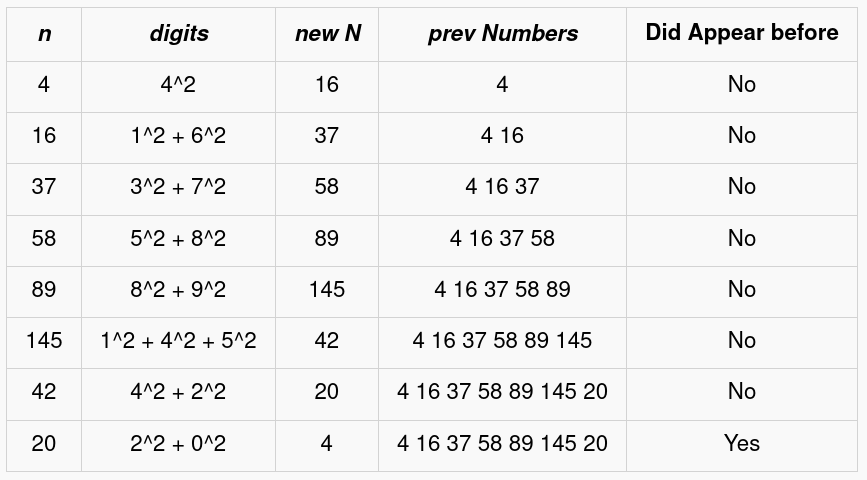 n digits new N prev Numbers Did Appear before
4 4^2 16 4 No
16 1^2 + 6^2 37 4 16 No
37 3^2 + 7^2 58 4 16 37 No
58 5^2 + 8^2 89 4 16 37 58 No
89 8^2 + 9^2 145 4 16 37 58 89 No
145 1^2 + 4^2 + 5^2 42 4 16 37 58 89 145 No
42 4^2 + 2^2 20 4 16 37 58 89 145 20 No
20 2^2 + 0^2 4 4 16 37 58 89 145 20 Yes